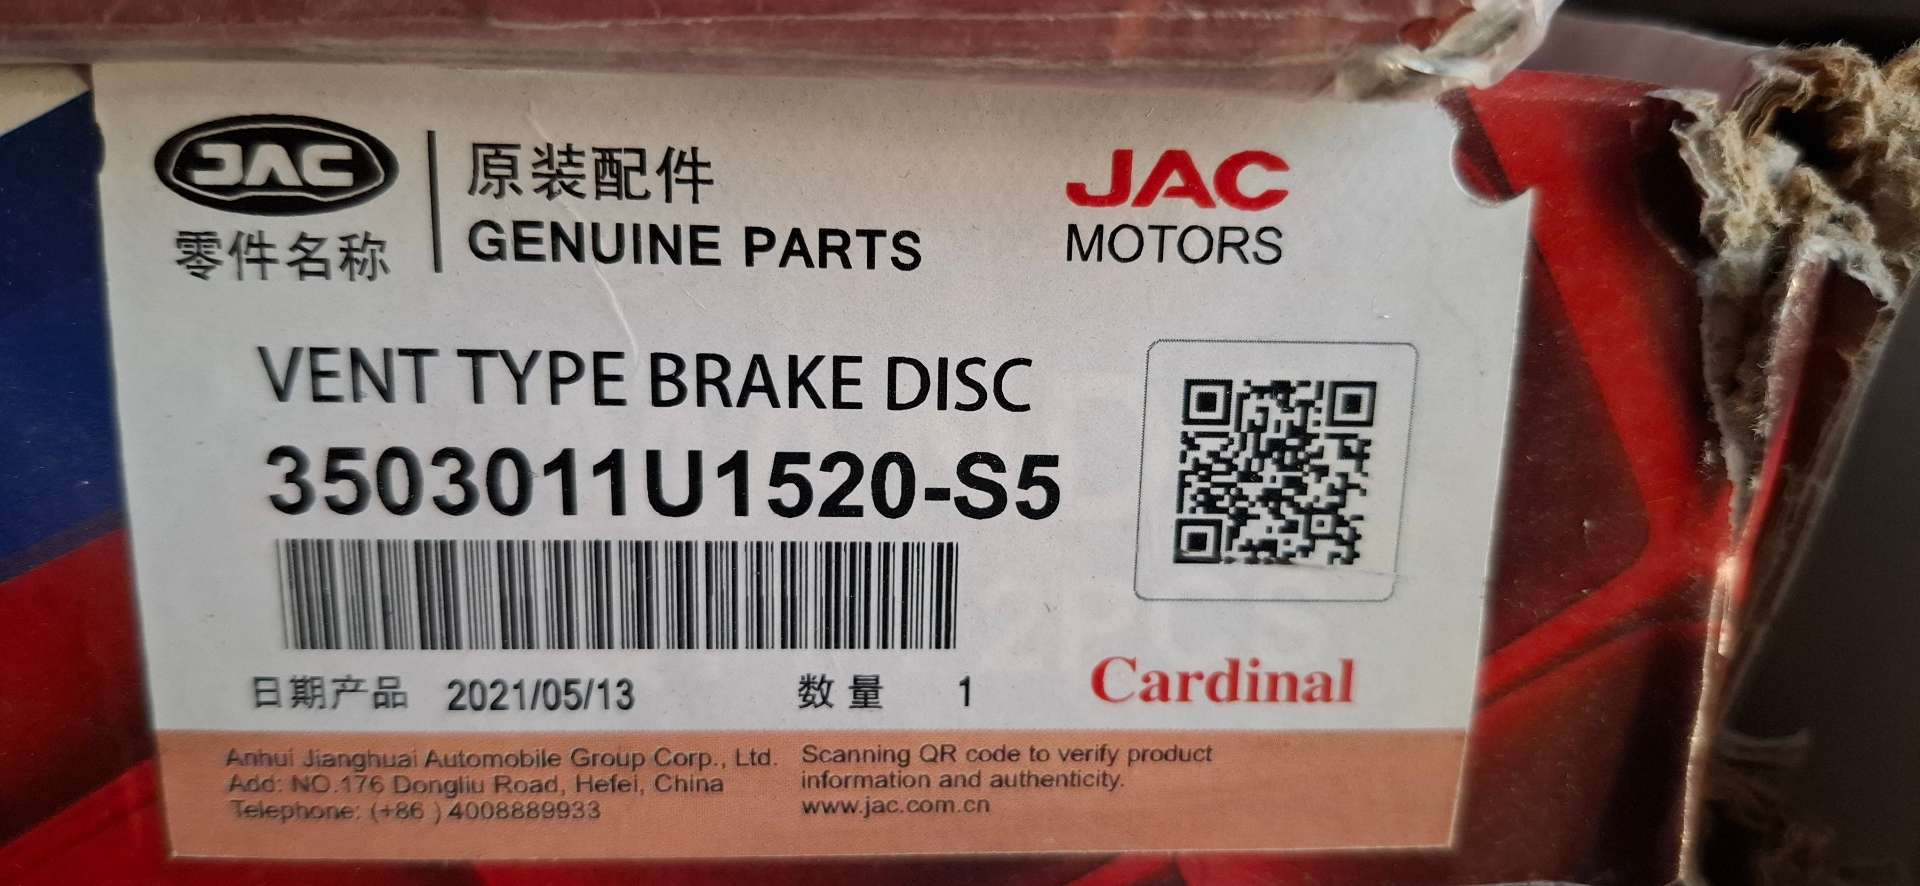 JAC
原装配件
零件名称
GENUINE PARTS
JAC
MOTORS
VENT TYPE BRAKE DISC
3503011U1520-S5
日期产品 2021/05/13
数量 1
Cardinal
Anhui Jianghuai Automobile Group Corp., Ltd.
Add: NO.176 Dongliu Road, Hefei, China
Telephone: (+86 ) 4008889933
Scanning QR code to verify product
information and authenticity.
www.jac.com.cn